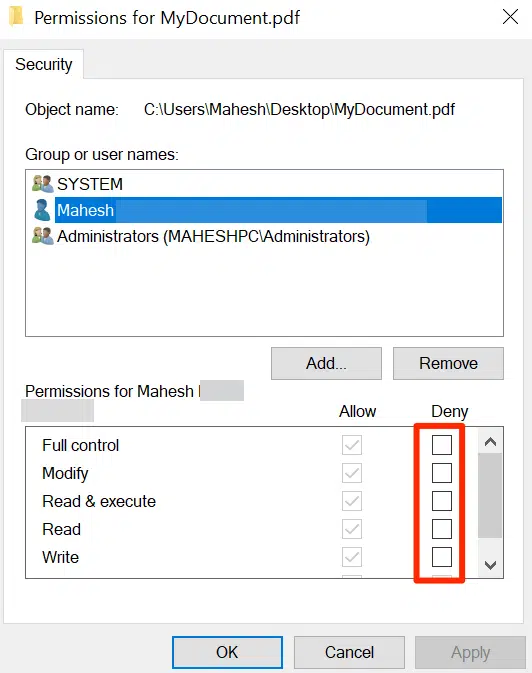 Permissions for MyDocument.pdf
Security
Object name: C:\Users\Mahesh\Desktop\MyDocument.pdf
Group or user names:
SYSTEM
Mahesh
Administrators (MAHESHPC\Administrators)
Add... Remove
Permissions for Mahesh
Allow Deny
Full control
Modify
Read & execute
Read
Write
OK Cancel Apply